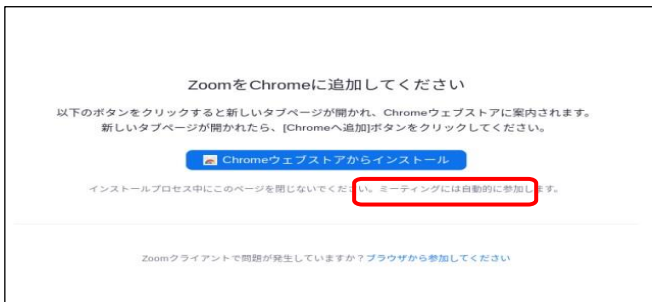 ZoomをChromeに追加してください
以下のボタンをクリックすると新しいタブページが開かれ、Chromeウェブストアに案内されます。
新しいタブページが開かれたら、[Chromeへ追加]ボタンをクリックしてください。
Chromeウェブストアからインストール
インストールプロセス中にこのページを閉じないでください。ミーティングには自動的に参加します。
Zoomクライアントで問題が発生していますか？ブラウザから参加してください